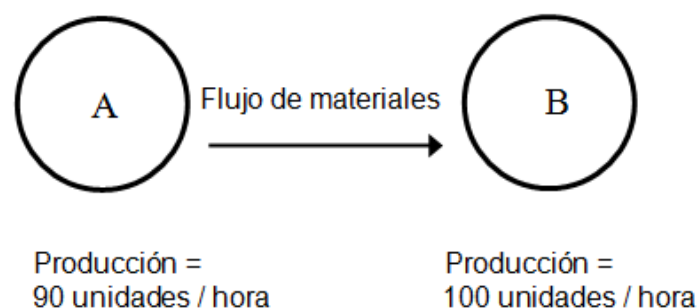 A
Flujo de materiales
B
Producción =
90 unidades / hora
Producción =
100 unidades / hora